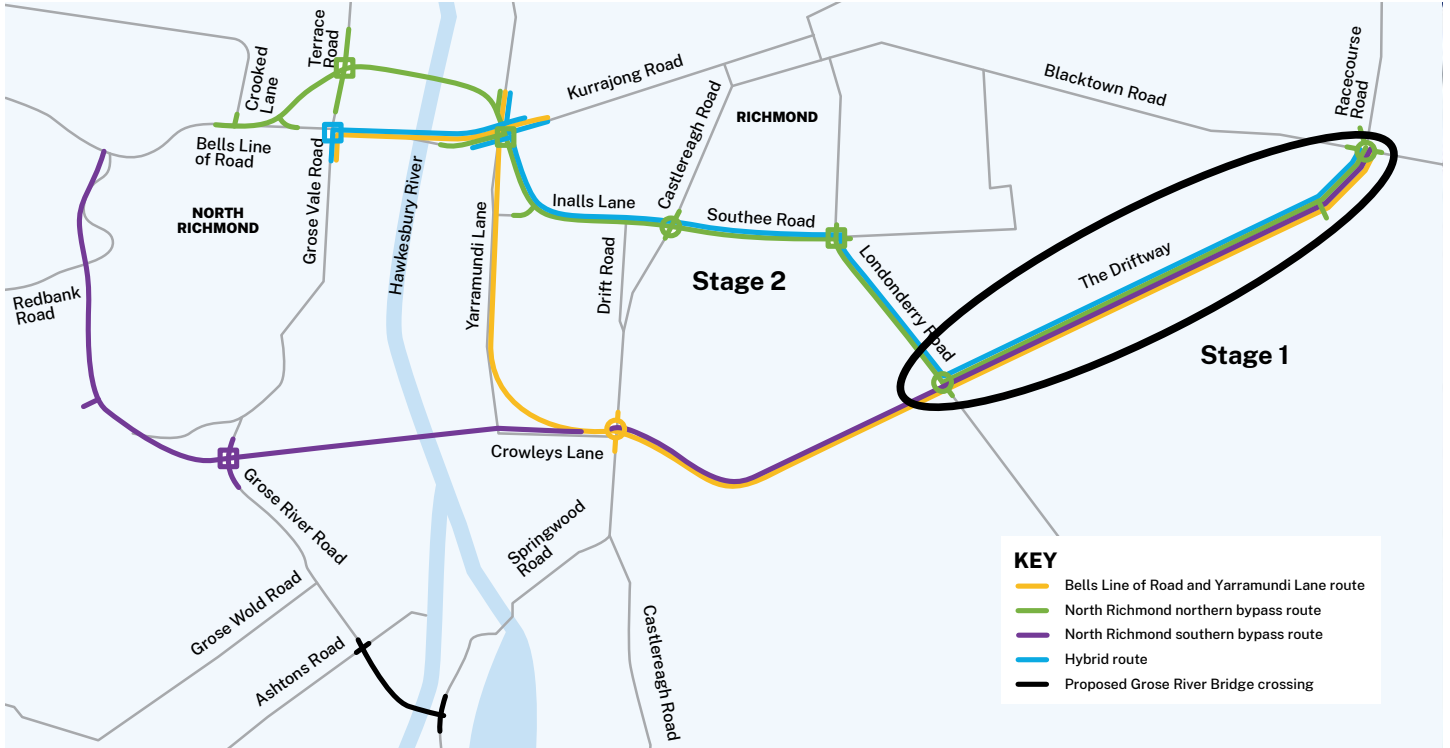 Crooked
Lane
Terrace
Road
Kurrajong Road
Castlereagh Road
RICHMOND
Blacktown Road
Racecourse
Road
Bells Line
of Road
Grose Vale Road
Hawkesbury River
NORTH
RICHMOND
Yarramundi Lane
Inalls Lane
Southee Road
Drift Road
Stage 2
Londonderry Road
The Driftway
Stage 1
Redbank
Road
Crowleys Lane
Grose River Road
Springwood
Road
Grose Wold Road
Ashtons Road
Castlereagh Road
KEY
Bells Line of Road and Yarramundi Lane route
North Richmond northern bypass route
North Richmond southern bypass route
Hybrid route
Proposed Grose River Bridge crossing